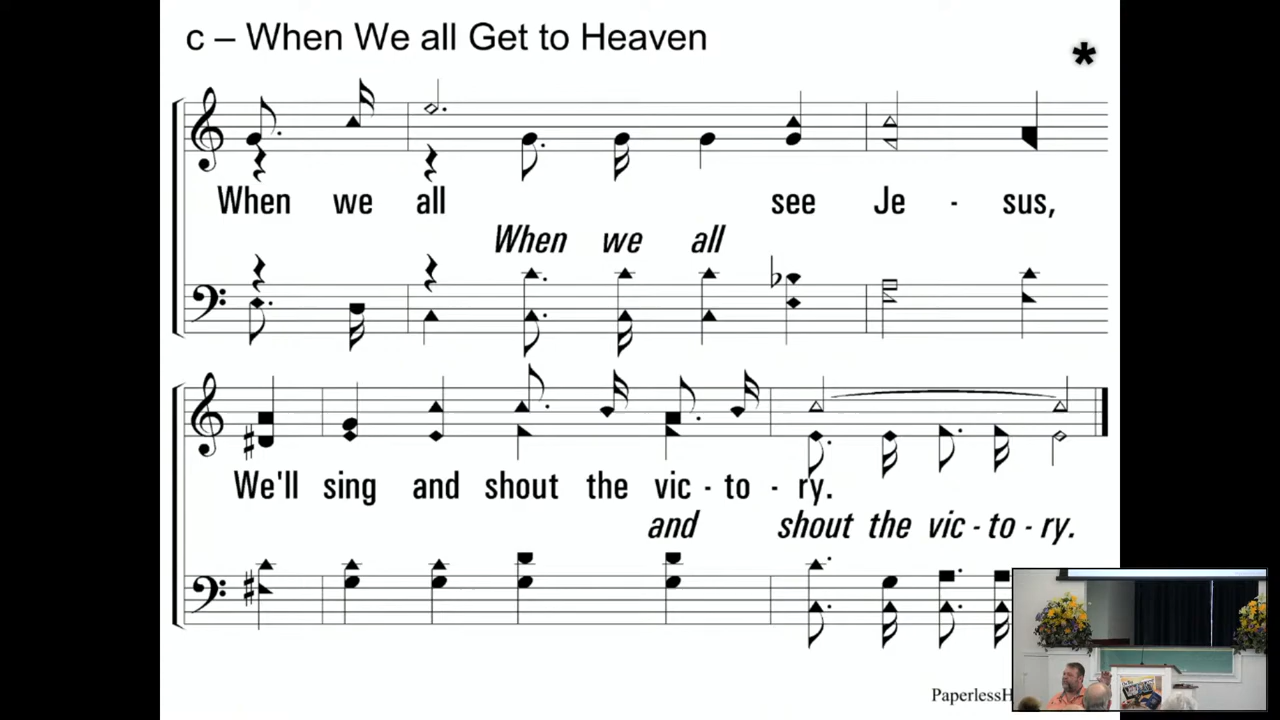 c – When We all Get to Heaven
*
When we all see Je - sus,
When we all
We'll sing and shout the vic - to - ry.
and shout the vic - to - ry.